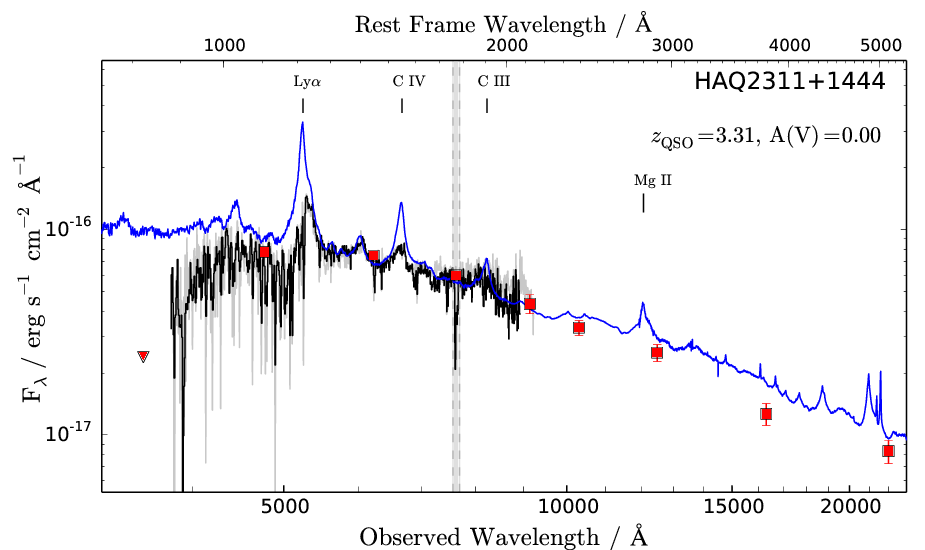 Rest Frame Wavelength / Å
1000 2000 3000 4000 5000
HAQ2311+1444
Lyα C IV C III
z_QSO=3.31, A(V)=0.00
Mg II
10^-16
10^-17
F_λ / erg s^-1 cm^-2 Å^-1
5000 10000 15000 20000
Observed Wavelength / Å